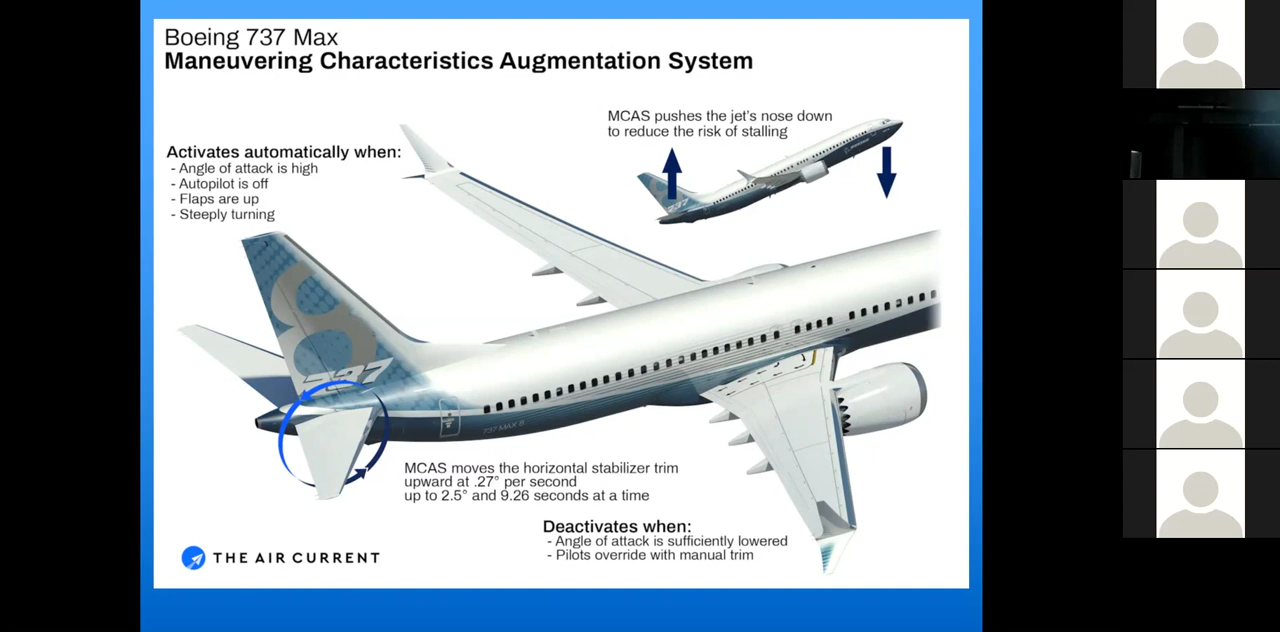 Boeing 737 Max
Maneuvering Characteristics Augmentation System
MCAS pushes the jet's nose down
to reduce the risk of stalling
Activates automatically when:
- Angle of attack is high
- Autopilot is off
- Flaps are up
- Steeply turning
737
737
737 MAX 8
MCAS moves the horizontal stabilizer trim
upward at .27° per second
up to 2.5° and 9.26 seconds at a time
Deactivates when:
- Angle of attack is sufficiently lowered
- Pilots override with manual trim
THE AIR CURRENT